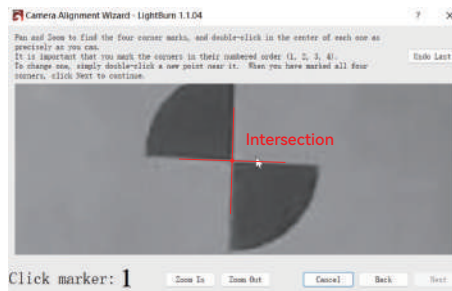 Camera Alignment Wizard - LightBurn 1.1.04
Pan and Zoom to find the four corner marks, and double-click in the center of each one as
precisely as you can.
It is important that you mark the corners in their numbered order (1, 2, 3, 4).
To change one, simply double-click a new point near it. When you have marked all four
corners, click Next to continue.
Undo Last
Intersection
Click marker: 1
Zoom In
Zoom Out
Cancel
Back
Next